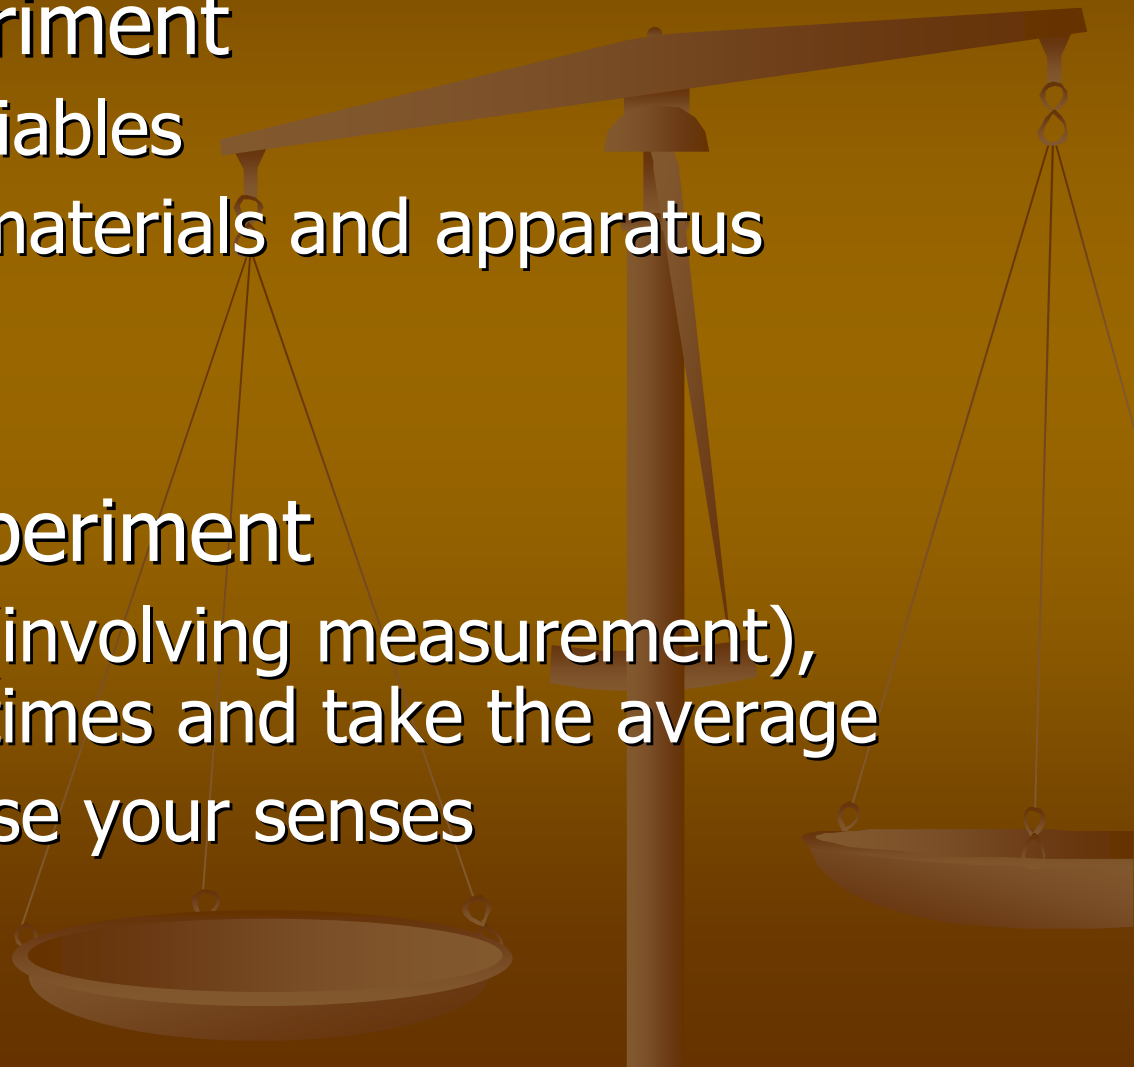 riment
iables
materials and apparatus
periment
(involving measurement),
times and take the average
se your senses